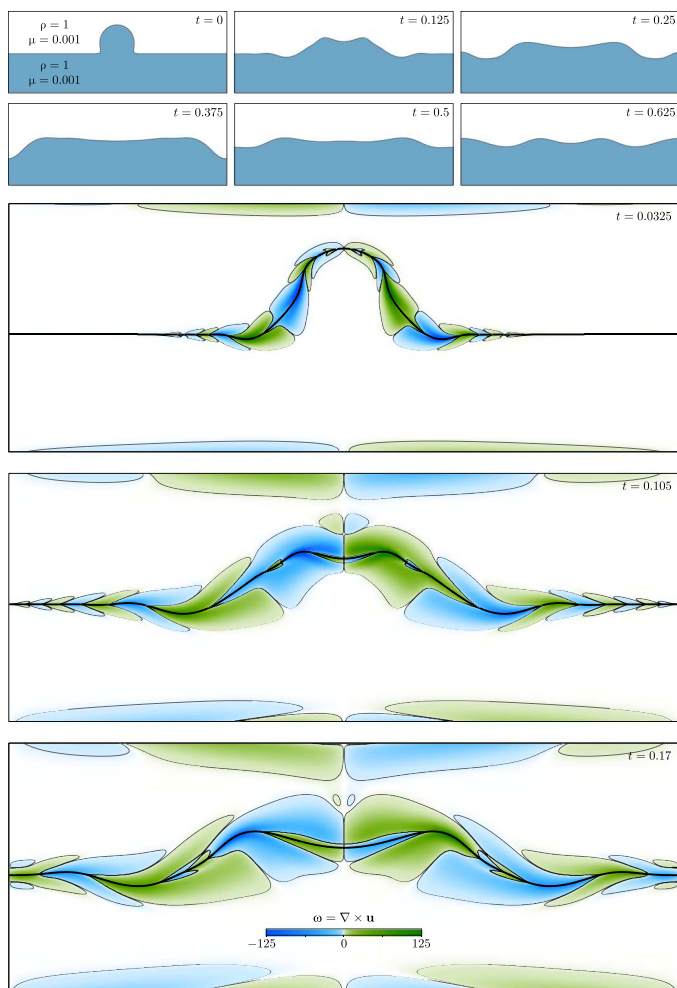 ρ = 1
μ = 0.001
ρ = 1
μ = 0.001
t = 0
t = 0.125
t = 0.25
t = 0.375
t = 0.5
t = 0.625
t = 0.0325
t = 0.105
t = 0.17
ω = ∇ × u
−125 0 125